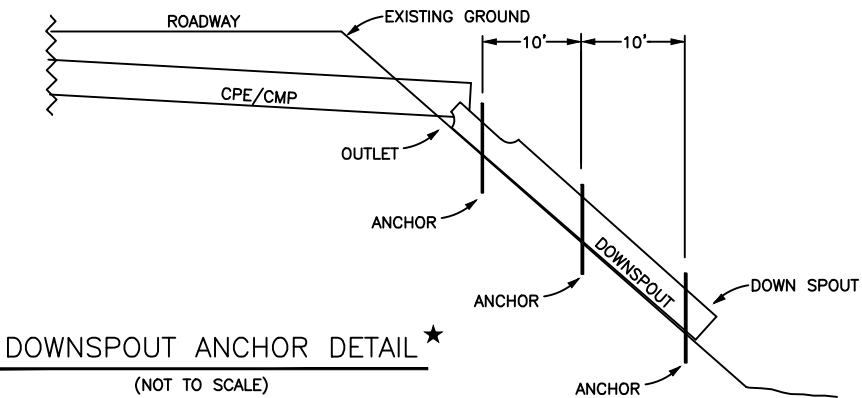 ROADWAY
EXISTING GROUND
10'
10'
CPE/CMP
OUTLET
ANCHOR
DOWNSPOUT
DOWN SPOUT
ANCHOR
DOWNSPOUT ANCHOR DETAIL★
(NOT TO SCALE)
ANCHOR